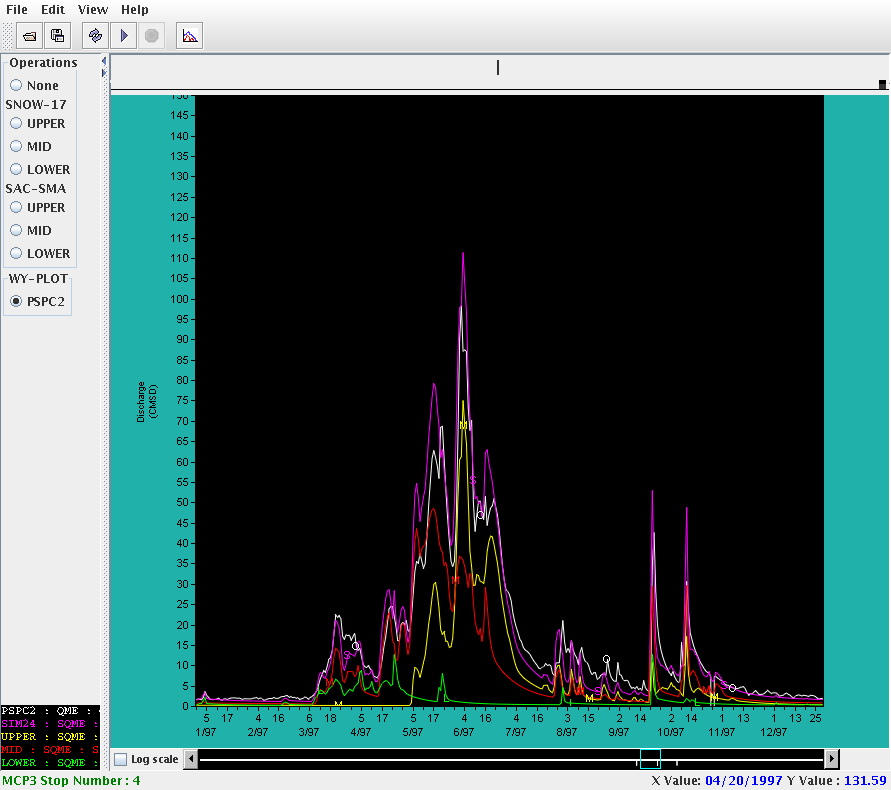 File Edit View Help
Operations
None
SNOW-17
UPPER
MID
LOWER
SAC-SMA
UPPER
MID
LOWER
WY-PLOT
PSPC2
150
145
140
135
130
125
120
115
110
105
100
95
90
85
80
75
70
65
60
55
50
45
40
35
30
25
20
15
10
5
0
Discharge
(CMSD)
M
S
O
M
S
O
M
M
S
O
M
S
O
L
5 17 4 16 6 18 5 17 5 17 4 16 4 16 3 15 2 14 2 14 1 13 1 13 25
1/97 2/97 3/97 4/97 5/97 6/97 7/97 8/97 9/97 10/97 11/97 12/97
PSPC2 : QME :
SIM24 : SQME :
UPPER : SQME :
MID : SQME : S
LOWER : SQME :
Log scale
MCP3 Stop Number : 4
X Value: 04/20/1997 Y Value : 131.59